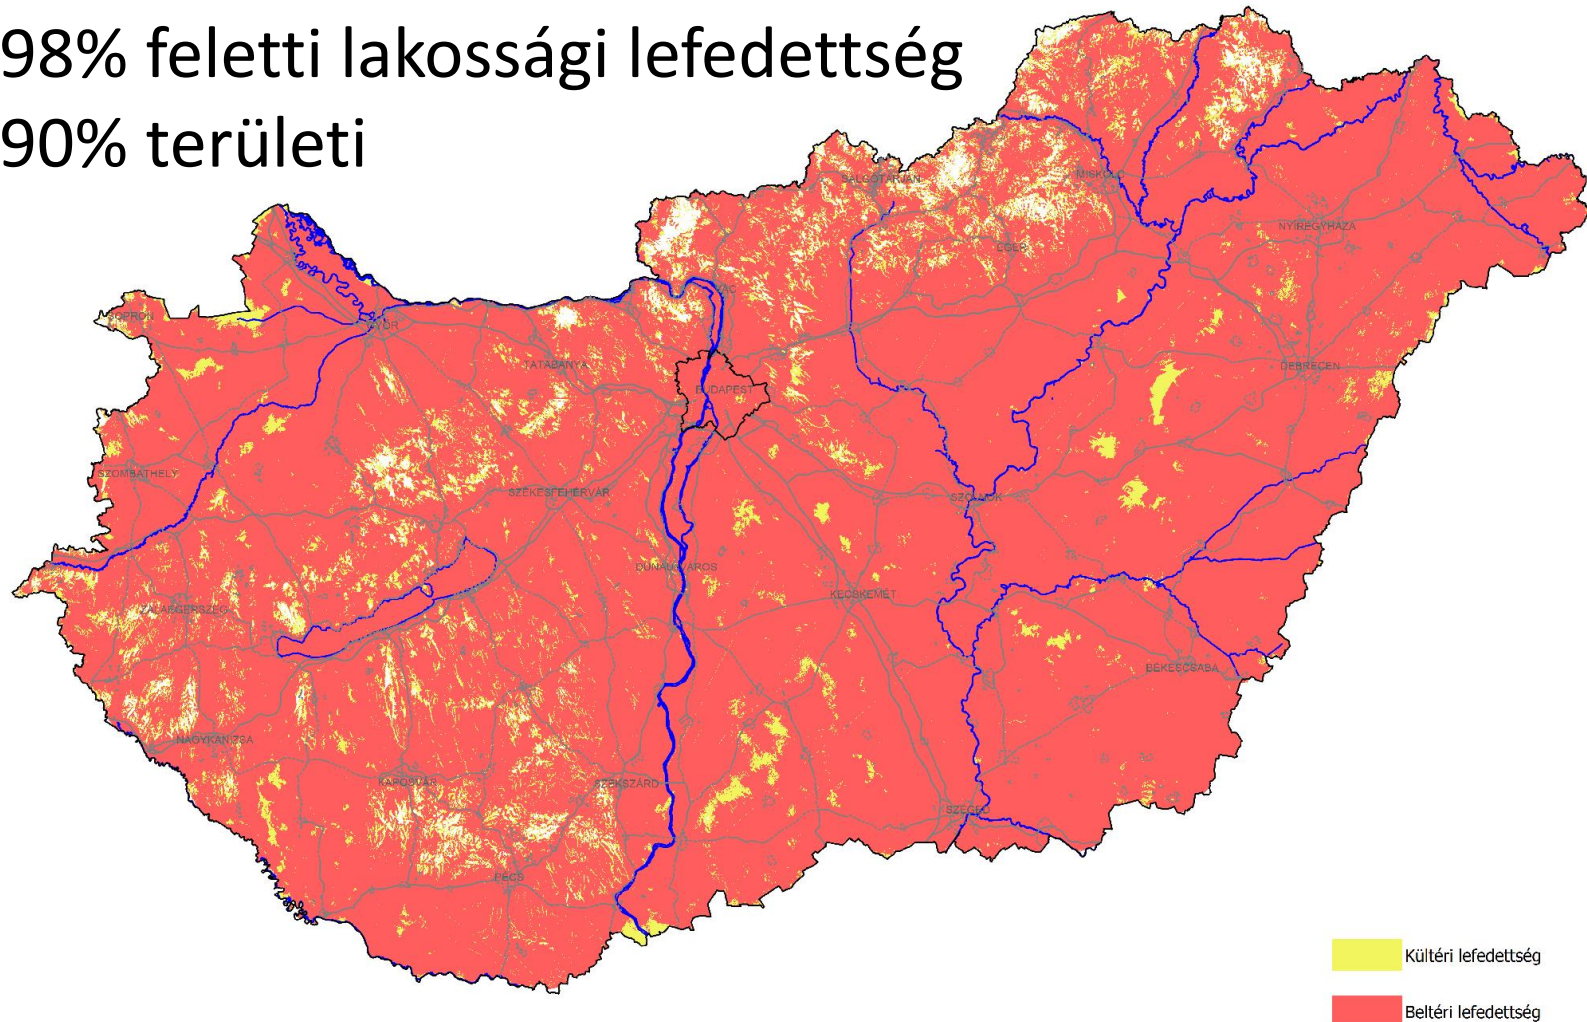 98% feletti lakossági lefedettség
90% területi
SALGÓTARJÁN
MISKOLC
NYÍREGYHÁZA
EGER
SOPRON
GYŐR
TATABÁNYA
BUDAPEST
DEBRECEN
SZOMBATHELY
SZÉKESFEHÉRVÁR
SZOLNOK
DUNAÚJVÁROS
KECSKEMÉT
ZALAEGERSZEG
BÉKÉSCSABA
NAGYKANIZSA
KAPOSVÁR
SZEKSZÁRD
SZEGED
PÉCS
Kültéri lefedettség
Beltéri lefedettség